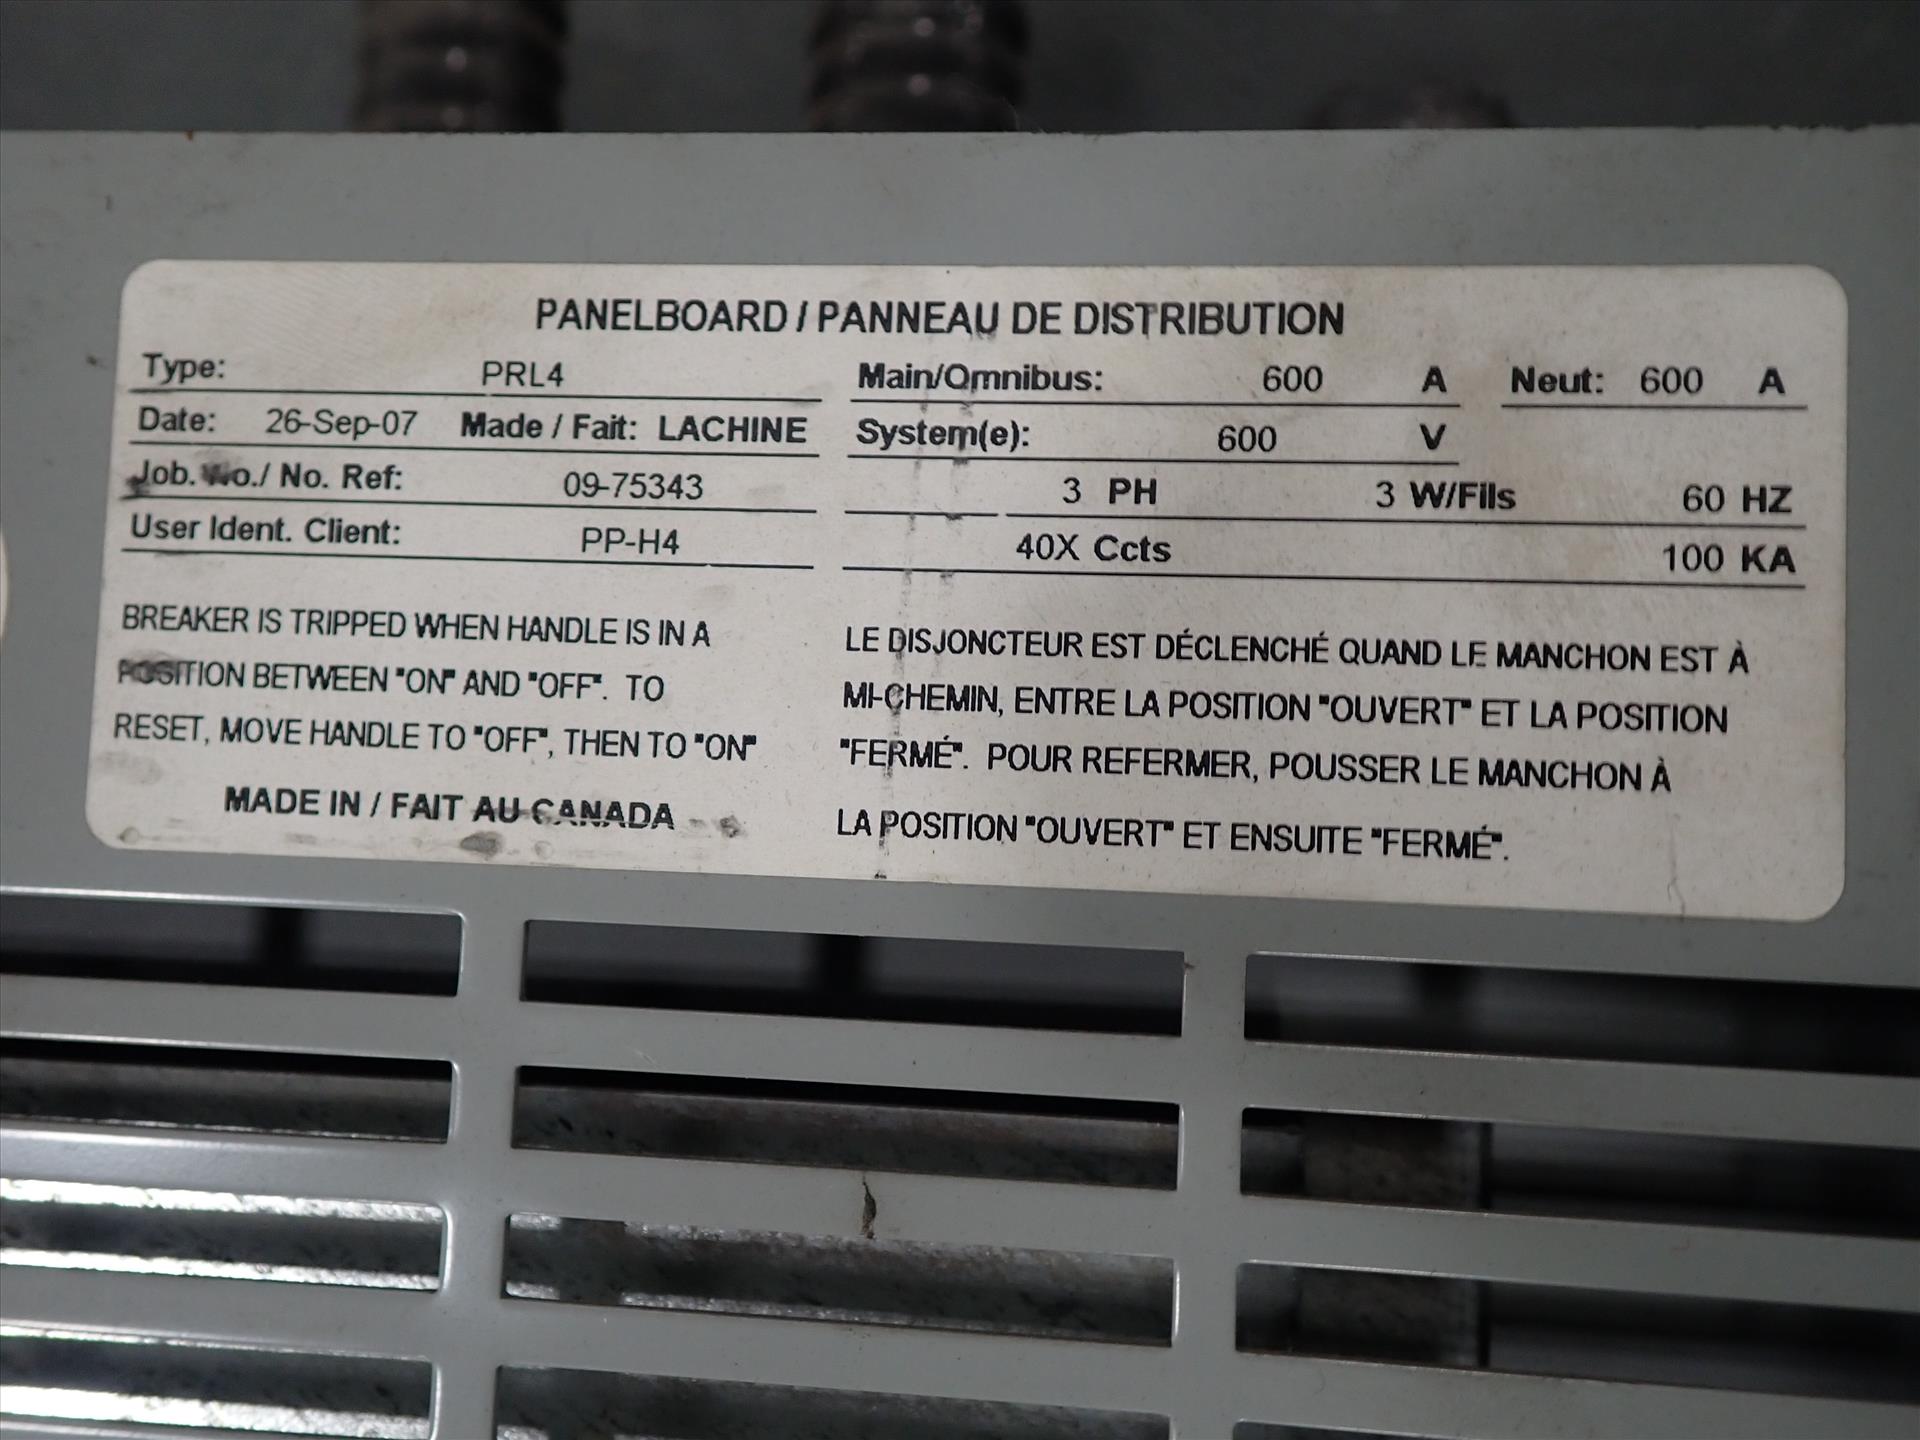 PANELBOARD / PANNEAU DE DISTRIBUTION
Type: PRL4 Main/Omnibus: 600 A Neut: 600 A
Date: 26-Sep-07 Made / Fait: LACHINE System(e): 600 V
Job. No./ No. Ref: 09-75343 3 PH 3 W/Fils 60 HZ
User Ident. Client: PP-H4 40X Ccts 100 KA
BREAKER IS TRIPPED WHEN HANDLE IS IN A
POSITION BETWEEN "ON" AND "OFF". TO
RESET, MOVE HANDLE TO "OFF", THEN TO "ON"
MADE IN / FAIT AU CANADA
LE DISJONCTEUR EST DÉCLENCHÉ QUAND LE MANCHON EST À
MI-CHEMIN, ENTRE LA POSITION "OUVERT" ET LA POSITION
"FERMÉ". POUR REFERMER, POUSSER LE MANCHON À
LA POSITION "OUVERT" ET ENSUITE "FERMÉ".